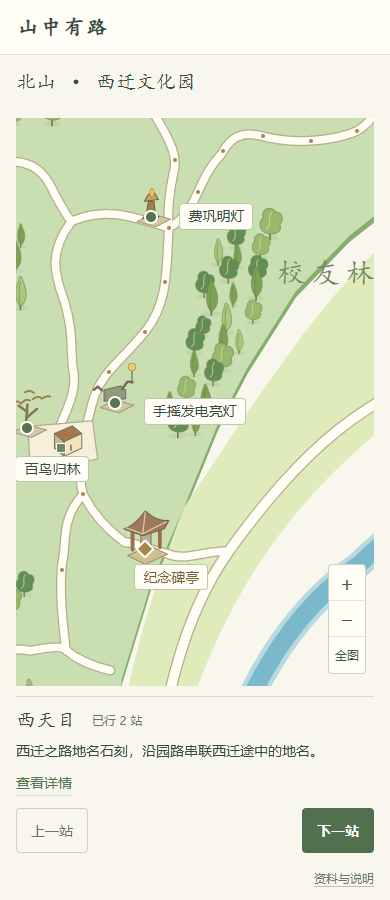 山中有路
北山 • 西迁文化园
费巩明灯
校友林
手摇发电亮灯
百鸟归林
纪念碑亭
+
−
全图
西天目 已行 2 站
西迁之路地名石刻，沿园路串联西迁途中的地名。
查看详情
上一站
下一站
资料与说明